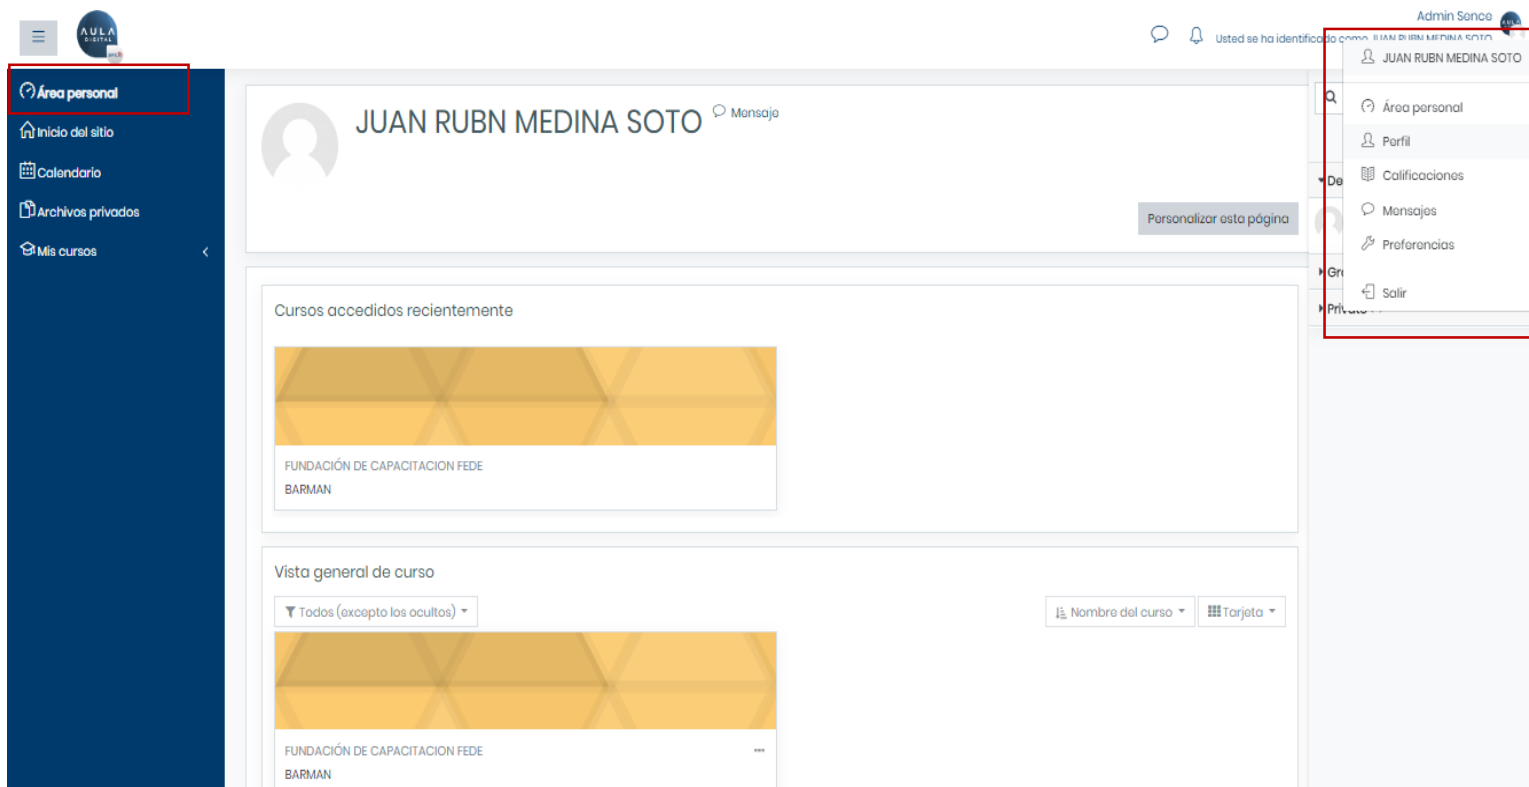 AULA
DIGITAL
Admin Sence
Usted se ha identificado como JUAN RUBN MEDINA SOTO
JUAN RUBN MEDINA SOTO
Área personal
Perfil
Calificaciones
Mensajes
Preferencias
Salir
Área personal
Inicio del sitio
Calendario
Archivos privados
Mis cursos
JUAN RUBN MEDINA SOTO
Mensaje
Personalizar esta página
Cursos accedidos recientemente
FUNDACIÓN DE CAPACITACION FEDE
BARMAN
Vista general de curso
Todos (excepto los ocultos)
Nombre del curso
Tarjeta
FUNDACIÓN DE CAPACITACION FEDE
BARMAN
De
Gr